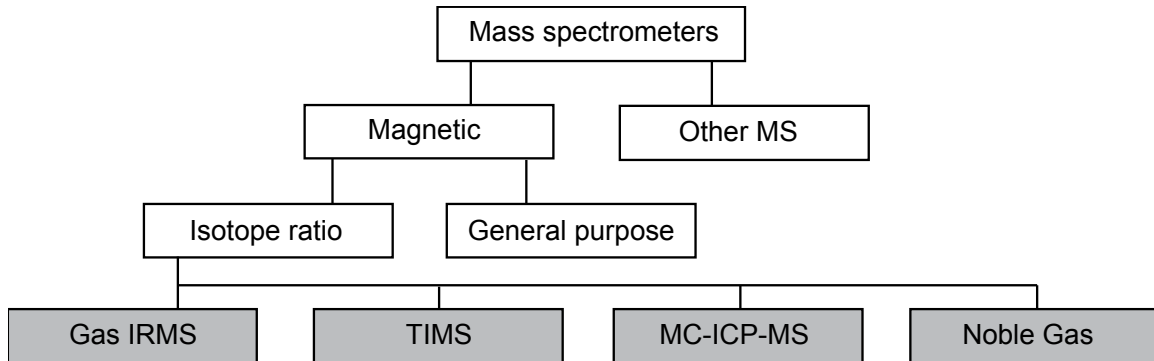 Mass spectrometers
Magnetic
Other MS
Isotope ratio
General purpose
Gas IRMS
TIMS
MC-ICP-MS
Noble Gas